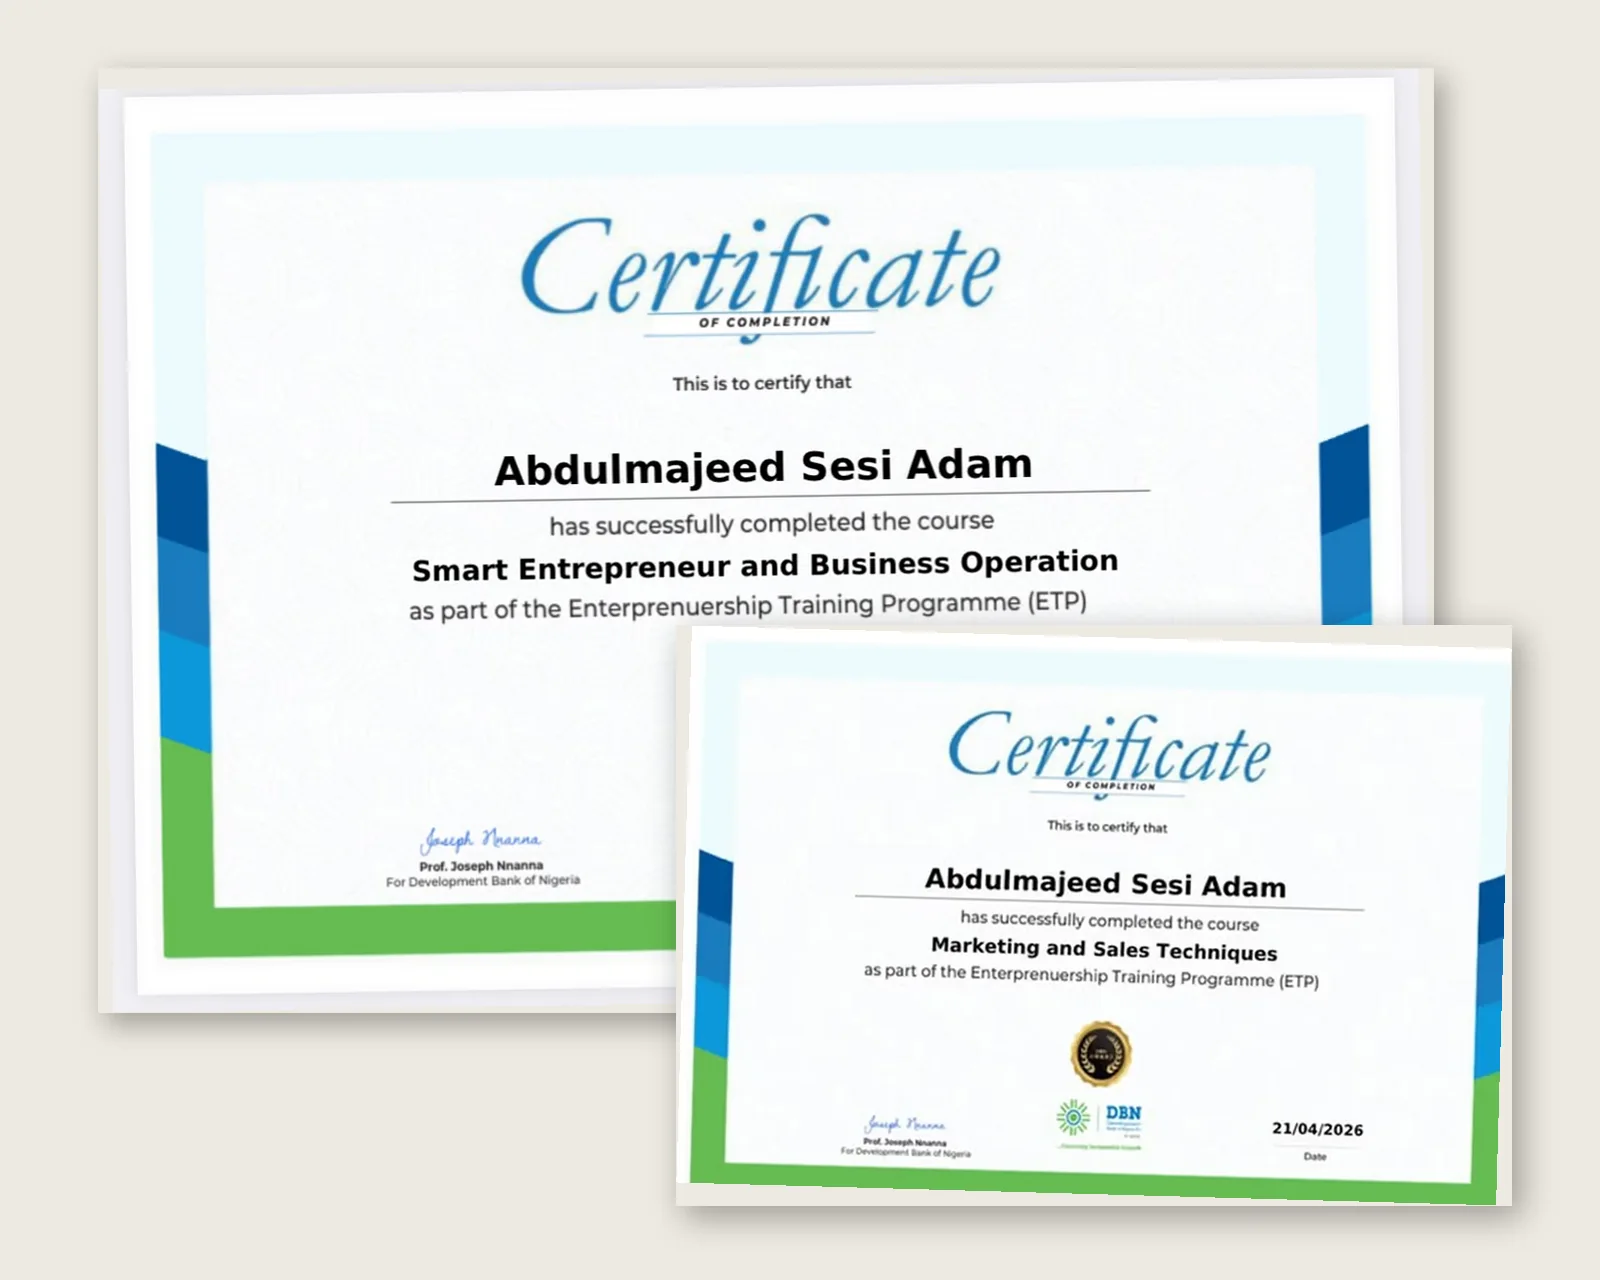 Certificate
OF COMPLETION
This is to certify that
Abdulmajeed Sesi Adam
has successfully completed the course
Smart Entrepreneur and Business Operation
as part of the Enterprenuership Training Programme (ETP)
Joseph Nnanna
Prof. Joseph Nnanna
For Development Bank of Nigeria
Certificate
OF COMPLETION
This is to certify that
Abdulmajeed Sesi Adam
has successfully completed the course
Marketing and Sales Techniques
as part of the Enterprenuership Training Programme (ETP)
DBN
Joseph Nnanna
Prof. Joseph Nnanna
For Development Bank of Nigeria
21/04/2026
Date